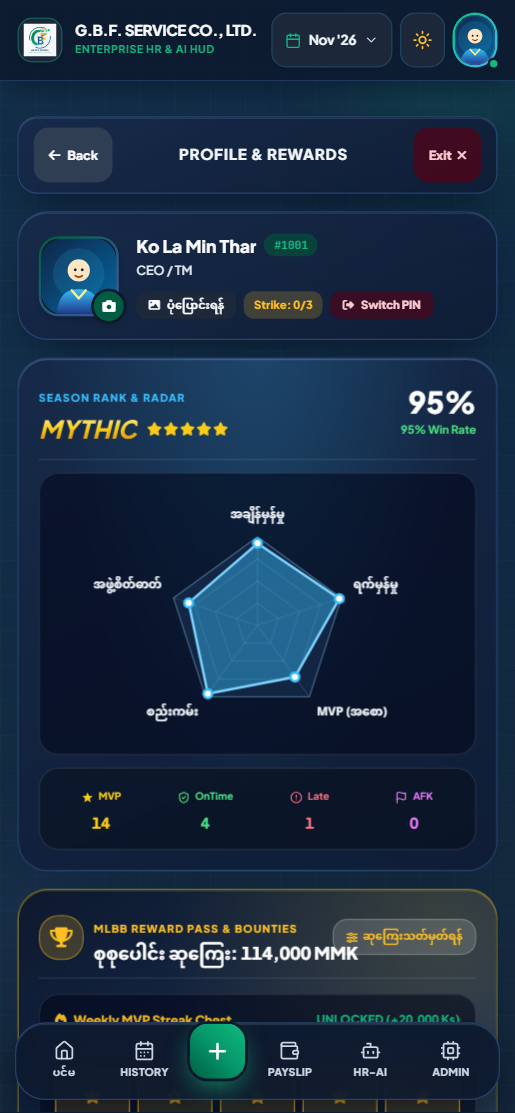 G.B.F. SERVICE CO., LTD.
ENTERPRISE HR & AI HUD
Nov '26
Back
PROFILE & REWARDS
Exit
Ko La Min Thar #1001
CEO / TM
ပုံပြောင်းရန်
Strike: 0/3
Switch PIN
SEASON RANK & RADAR
MYTHIC
95%
95% Win Rate
အချိန်မှန်မှု
အဖွဲ့စိတ်ဓာတ်
ရက်မှန်မှု
စည်းကမ်း
MVP (အစော)
MVP
OnTime
Late
AFK
14
4
1
0
MLBB REWARD PASS & BOUNTIES
ဆုကြေးသတ်မှတ်ရန်
စုစုပေါင်း ဆုကြေး: 114,000 MMK
Weekly MVP Streak Chest
UNLOCKED (+20,000 Ks)
ပင်မ
HISTORY
PAYSLIP
HR-AI
ADMIN